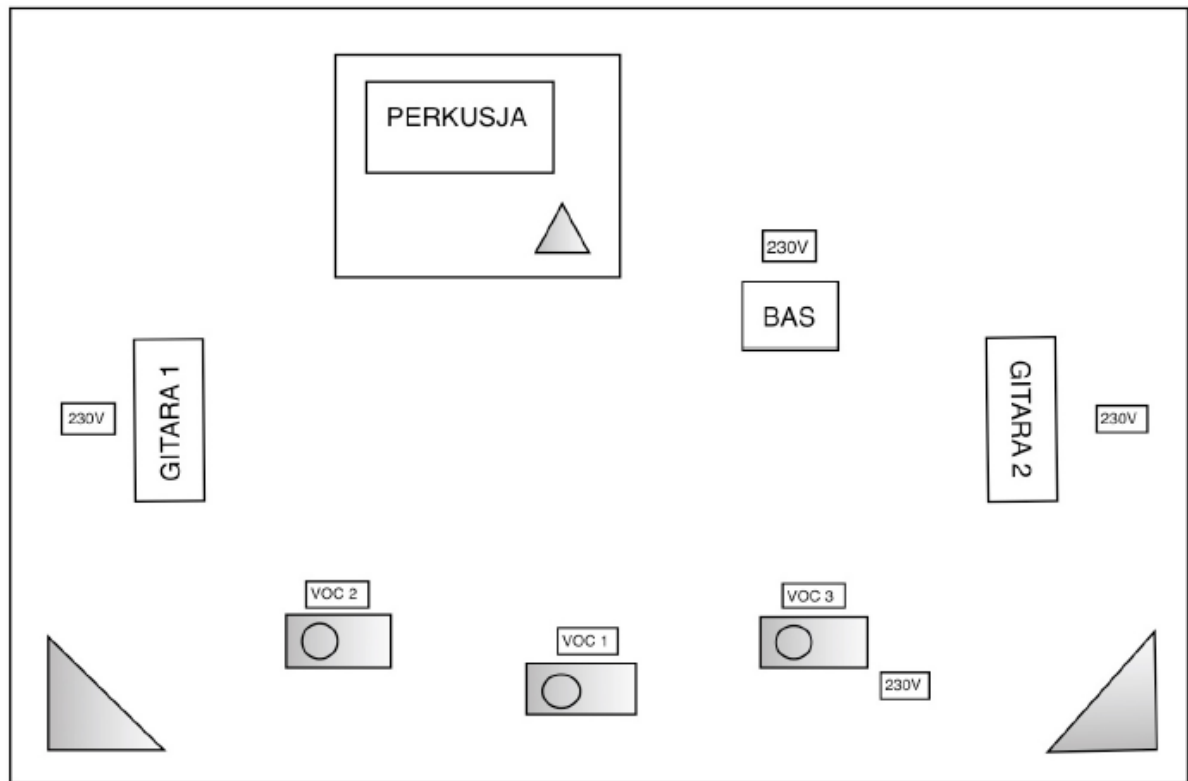 PERKUSJA
230V
BAS
GITARA 1
GITARA 2
230V
230V
VOC 2
VOC 3
VOC 1
230V